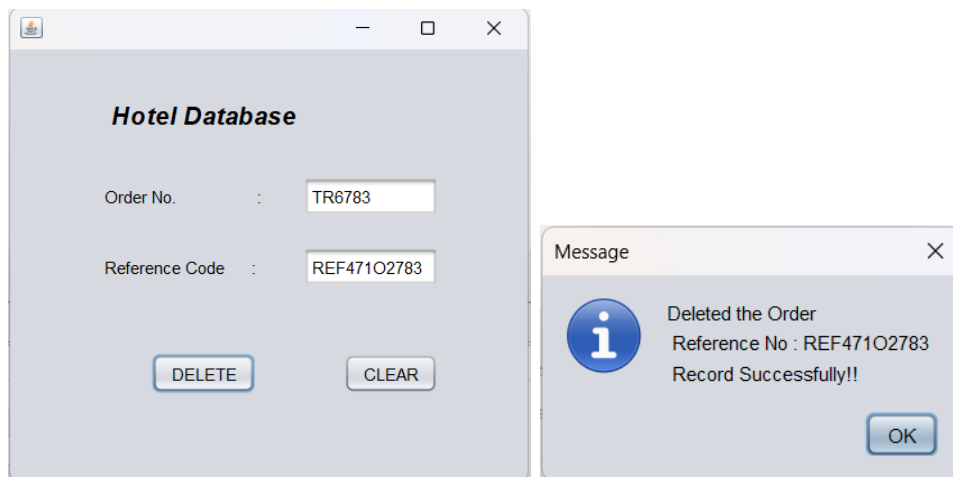 Hotel Database
Order No. : TR6783
Reference Code : REF471O2783
DELETE CLEAR
Message
Deleted the Order
Reference No : REF471O2783
Record Successfully!!
OK